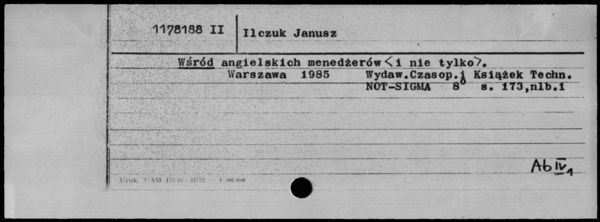 1178188 II
Ilczuk Janusz
Wśród angielskich menedżerów <i nie tylko>.
Warszawa 1985 Wydaw.Czasop.i Książek Techn.
NOT-SIGMA 8° s. 173,nlb.1
Ab IV 1